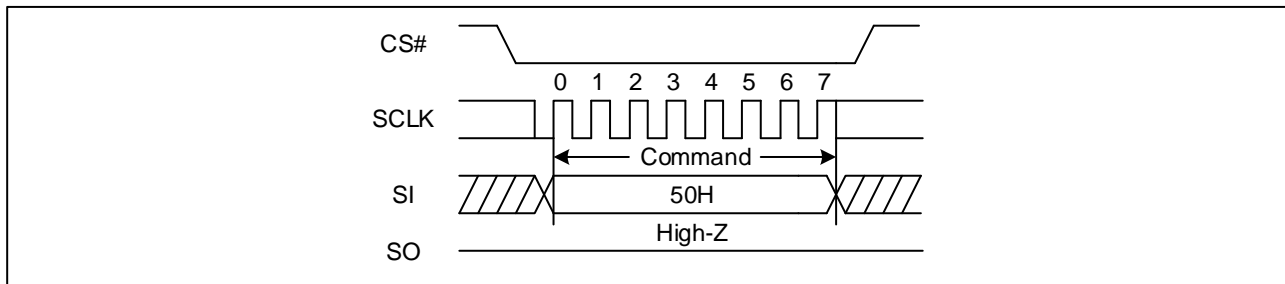 CS#
0 1 2 3 4 5 6 7
SCLK
Command
SI
50H
High-Z
SO